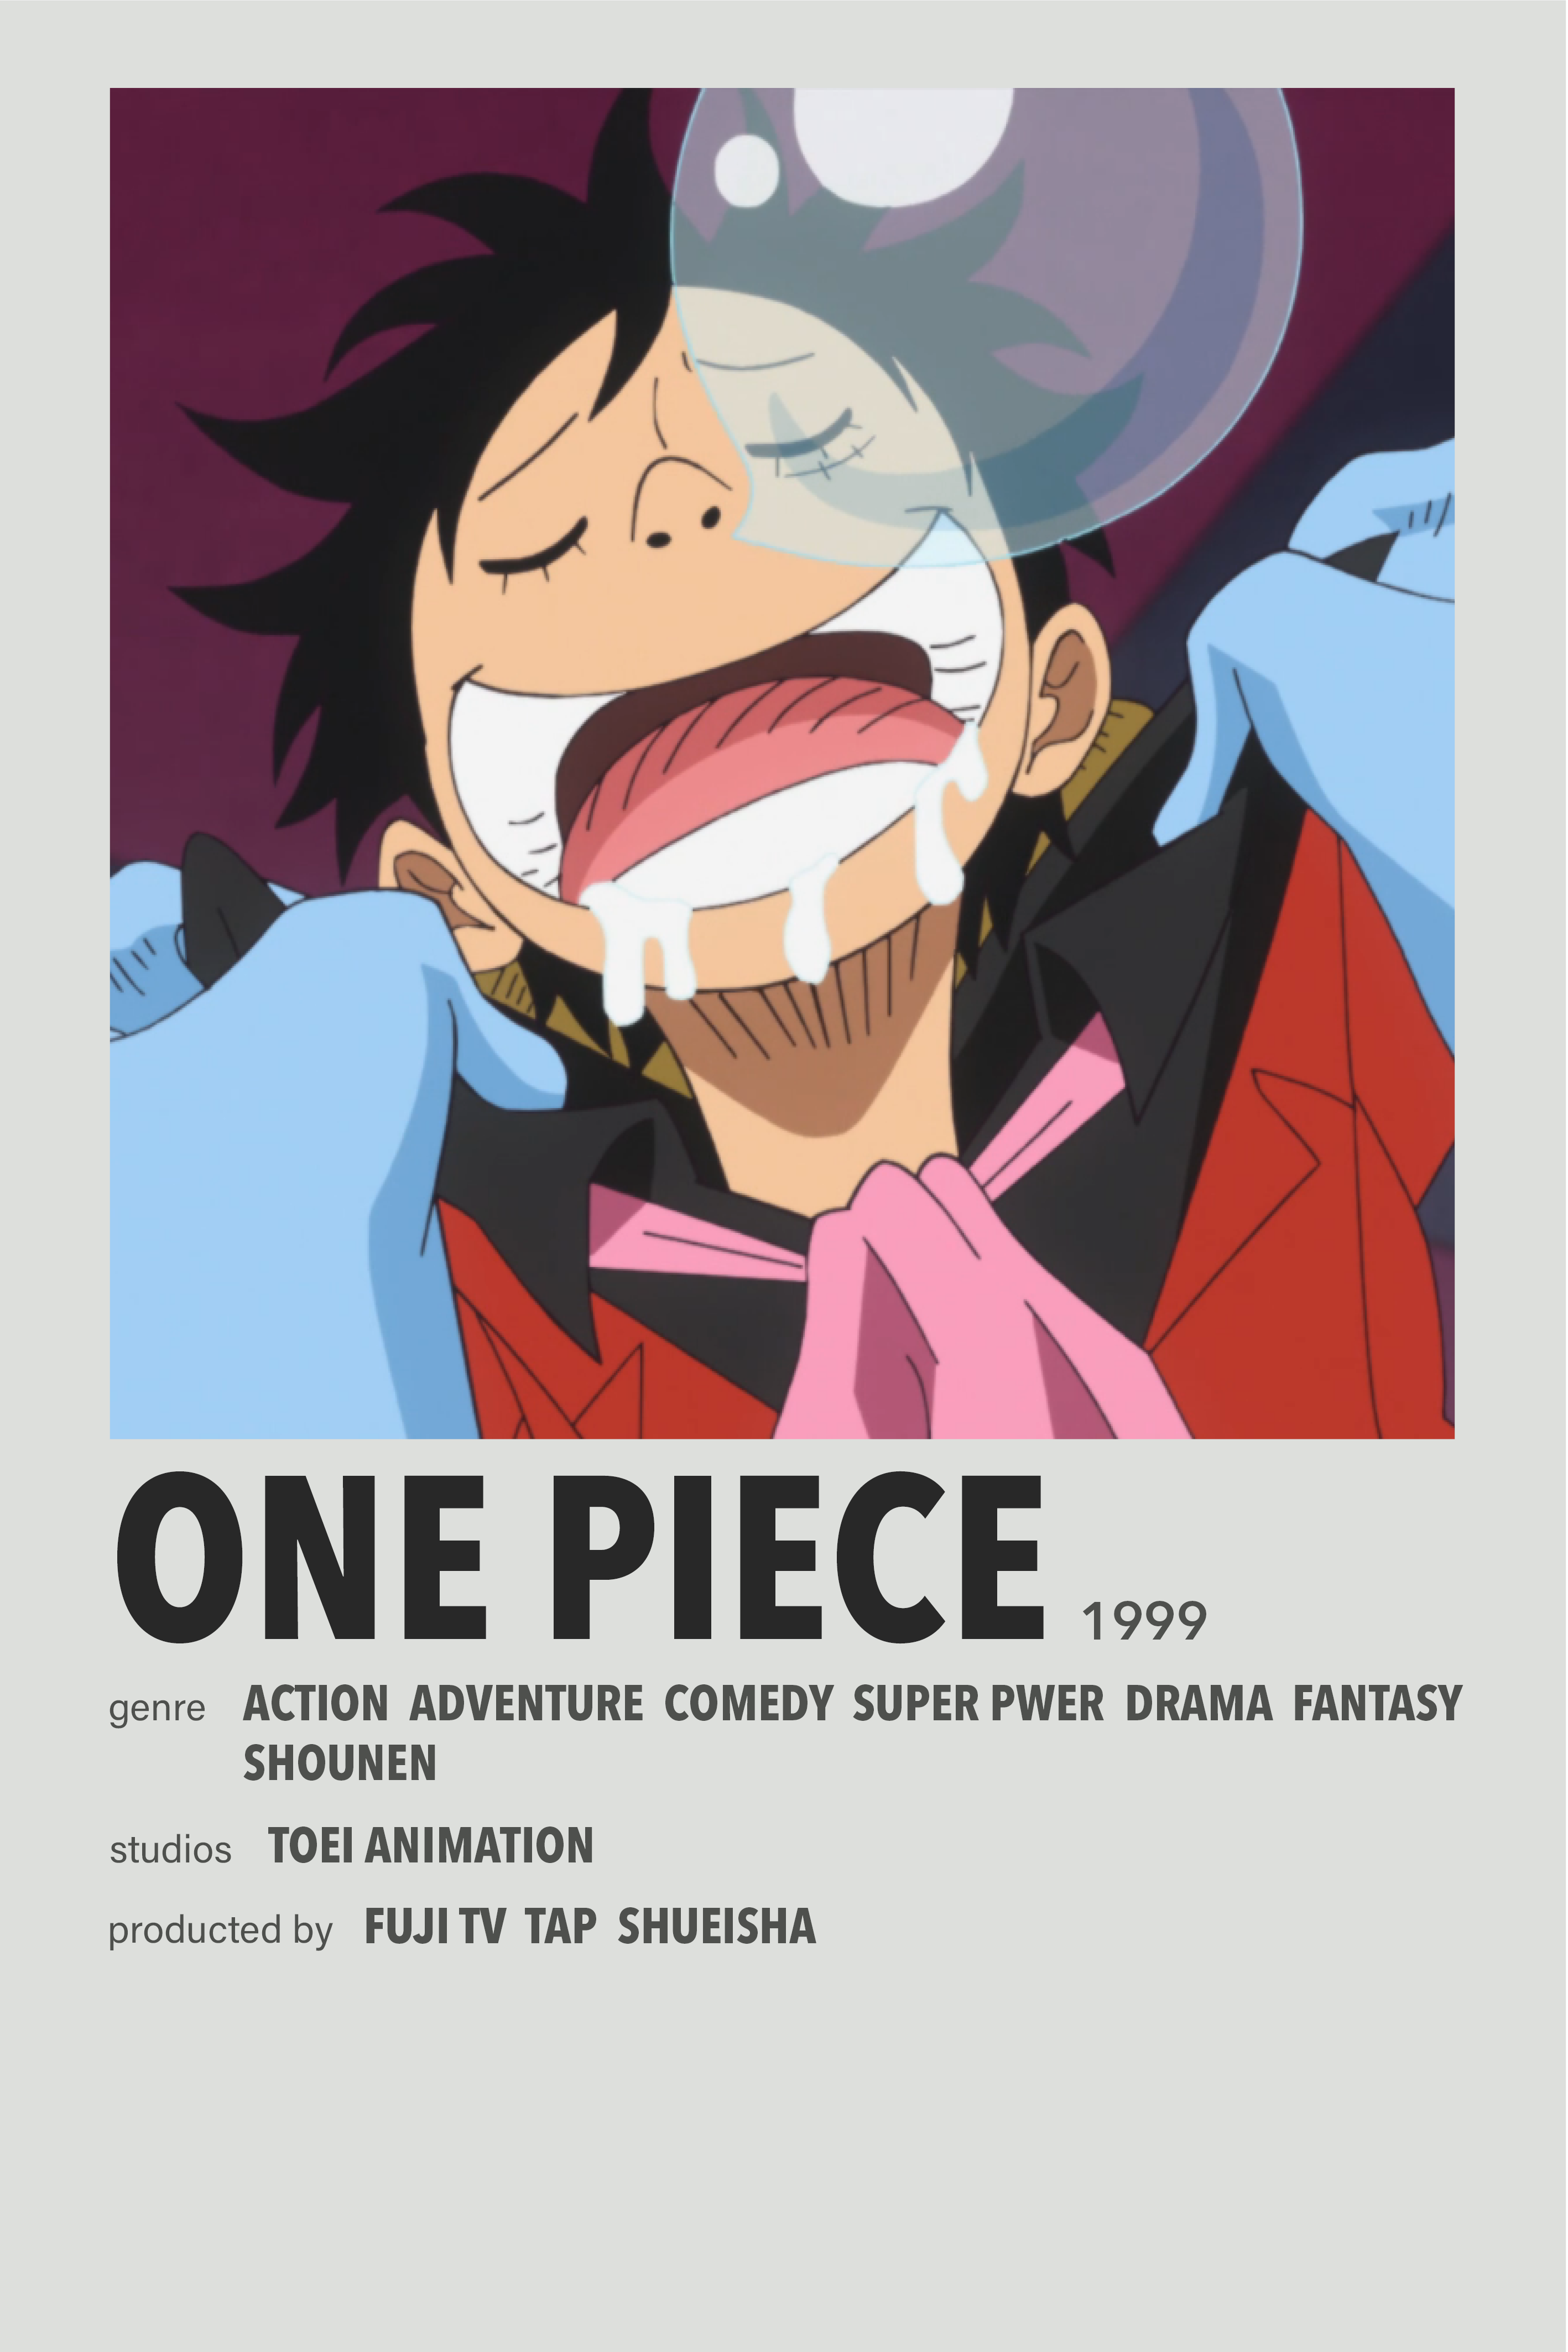 ONE PIECE 1999
genre ACTION ADVENTURE COMEDY SUPER PWER DRAMA FANTASY
SHOUNEN
studios TOEI ANIMATION
producted by FUJI TV TAP SHUEISHA